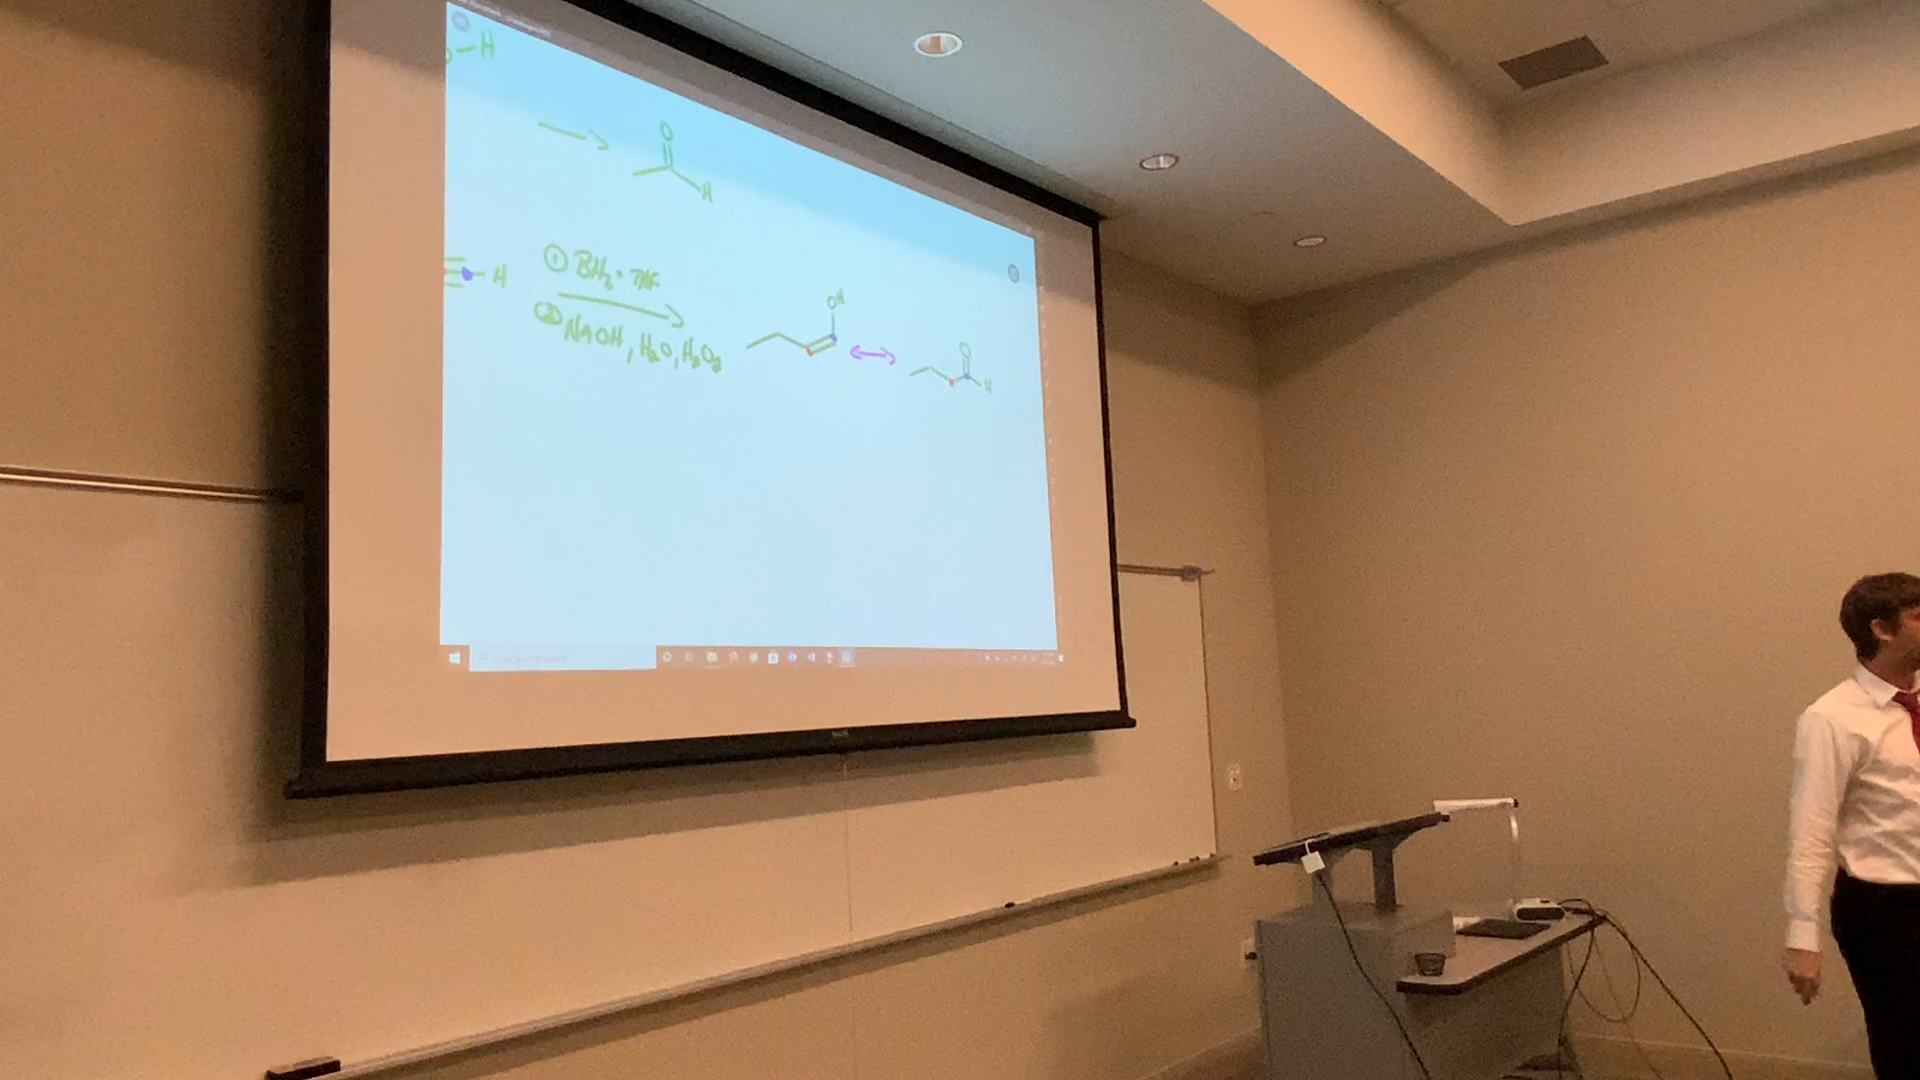 -H
O
H
≡-H
① BH₃ · THF
② NaOH, H₂O, H₂O₂
OH
O
H